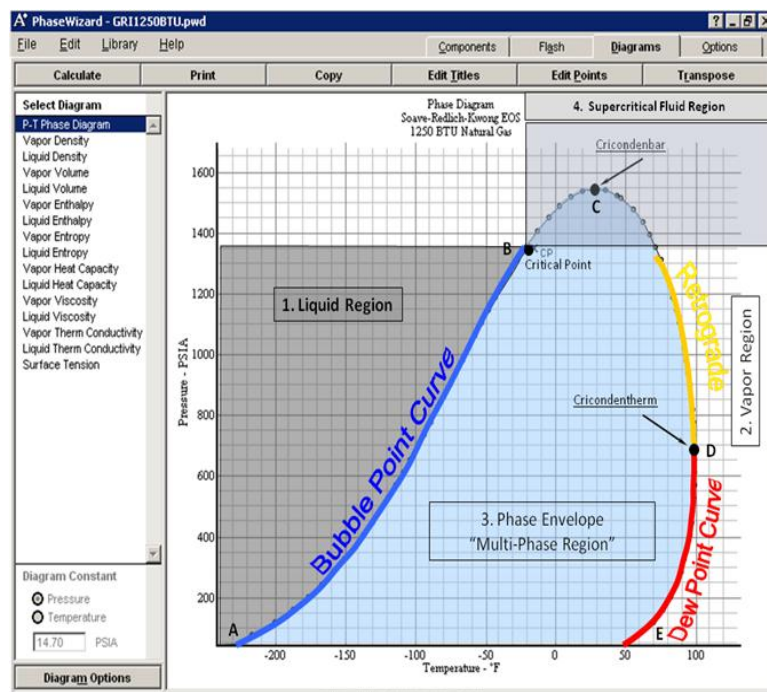 PhaseWizard - GRI1250BTU.pwd
File Edit Library Help
Components Flash Diagrams Options
Calculate Print Copy Edit Titles Edit Points Transpose
Select Diagram
P-T Phase Diagram
Vapor Density
Liquid Density
Vapor Volume
Liquid Volume
Vapor Enthalpy
Liquid Enthalpy
Vapor Entropy
Liquid Entropy
Vapor Heat Capacity
Liquid Heat Capacity
Vapor Viscosity
Liquid Viscosity
Vapor Therm Conductivity
Liquid Therm Conductivity
Surface Tension
Diagram Constant
Pressure
Temperature
14.70 PSIA
Diagram Options
Phase Diagram
Soave-Redlich-Kwong EOS
1250 BTU Natural Gas
4. Supercritical Fluid Region
Cricondenbar
C
B
CP
Critical Point
1. Liquid Region
Bubble Point Curve
Retrograde
2. Vapor Region
Cricondentherm
D
3. Phase Envelope
"Multi-Phase Region"
Dew Point Curve
A
E
Pressure - PSIA
1600
1400
1200
1000
800
600
400
200
-200 -150 -100 -50 0 50 100
Temperature - °F